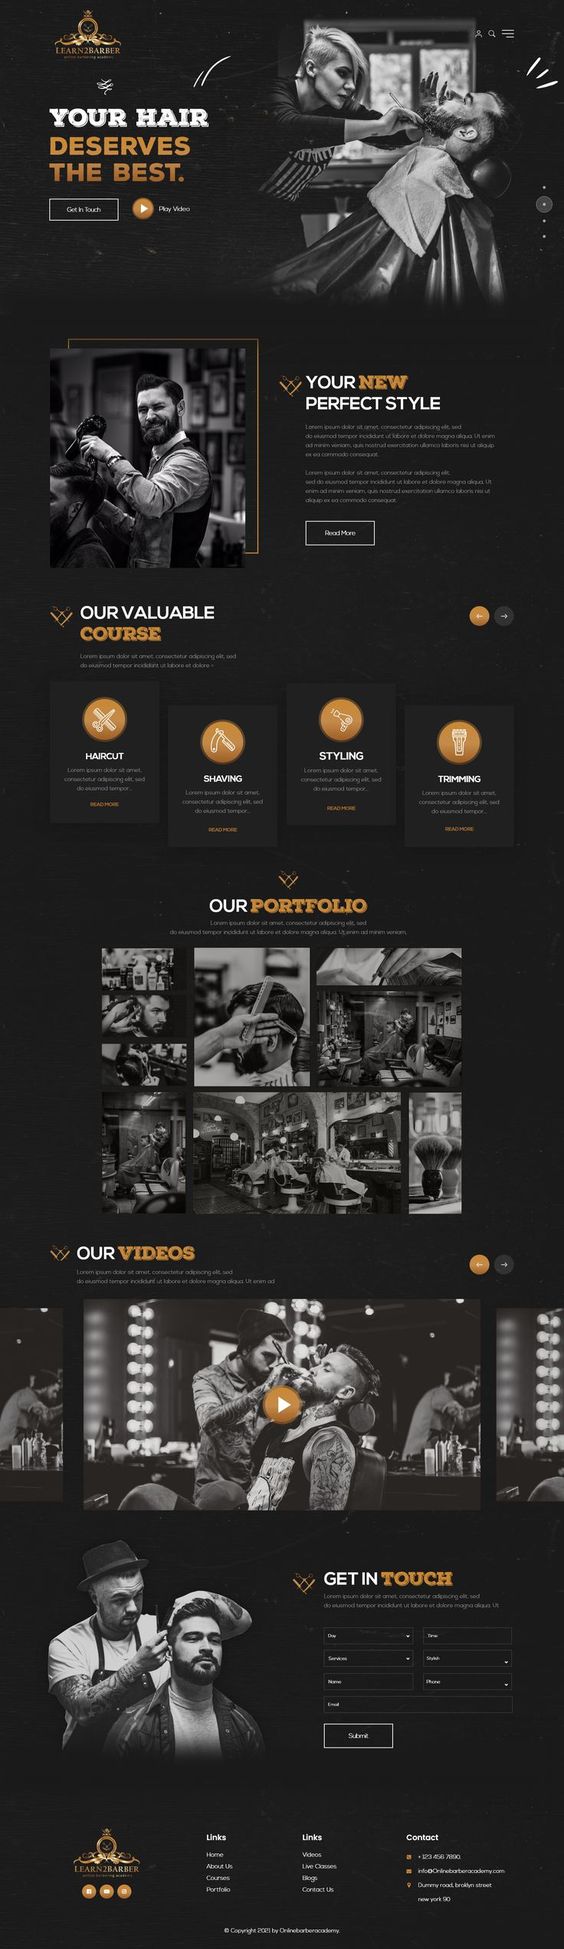 LEARN2BARBER
online barbering academy
YOUR HAIR
DESERVES
THE BEST.
Get In Touch
Play Video
YOUR NEW
PERFECT STYLE
Lorem ipsum dolor sit amet, consectetur adipiscing elit, sed
do eiusmod tempor incididunt ut labore et dolore magna aliqua. Ut enim
ad minim veniam, quis nostrud exercitation ullamco laboris nisi ut aliquip
ex ea commodo consequat.
Lorem ipsum dolor sit amet, consectetur adipiscing elit,
sed do eiusmod tempor incididunt ut labore et dolore magna aliqua. Ut
enim ad minim veniam, quis nostrud exercitation ullamco laboris nisi ut
aliquip ex ea commodo consequat.
Read More
OUR VALUABLE
COURSE
Lorem ipsum dolor sit amet, consectetur adipiscing elit, sed
do eiusmod tempor incididunt ut labore et dolore -
HAIRCUT
Lorem ipsum dolor sit amet,
consectetur adipiscing elit, sed
do eiusmod tempor...
READ MORE
SHAVING
Lorem ipsum dolor sit amet,
consectetur adipiscing elit, sed
do eiusmod tempor...
READ MORE
STYLING
Lorem ipsum dolor sit amet,
consectetur adipiscing elit, sed
do eiusmod tempor...
READ MORE
TRIMMING
Lorem ipsum dolor sit amet,
consectetur adipiscing elit, sed
do eiusmod tempor...
READ MORE
OUR PORTFOLIO
Lorem ipsum dolor sit amet, consectetur adipiscing elit, sed
do eiusmod tempor incididunt ut labore et dolore magna aliqua. Ut enim ad minim veniam,
OUR VIDEOS
Lorem ipsum dolor sit amet, consectetur adipiscing elit, sed
do eiusmod tempor incididunt ut labore et dolore magna aliqua. Ut enim ad
GET IN TOUCH
Lorem ipsum dolor sit amet, consectetur adipiscing elit, sed
do eiusmod tempor incididunt ut labore et dolore magna aliqua. Ut
Day
Time
Services
Stylish
Name
Phone
Email
Submit
LEARN2BARBER
online barbering academy
Links
Home
About Us
Courses
Portfolio
Links
Videos
Live Classes
Blogs
Contact Us
Contact
+ 123 456 7890.
info@Onlinebarberacademy.com
Dummy road, broklyn street
new york 90
© Copyright 2021 by Onlinebarberacademy.